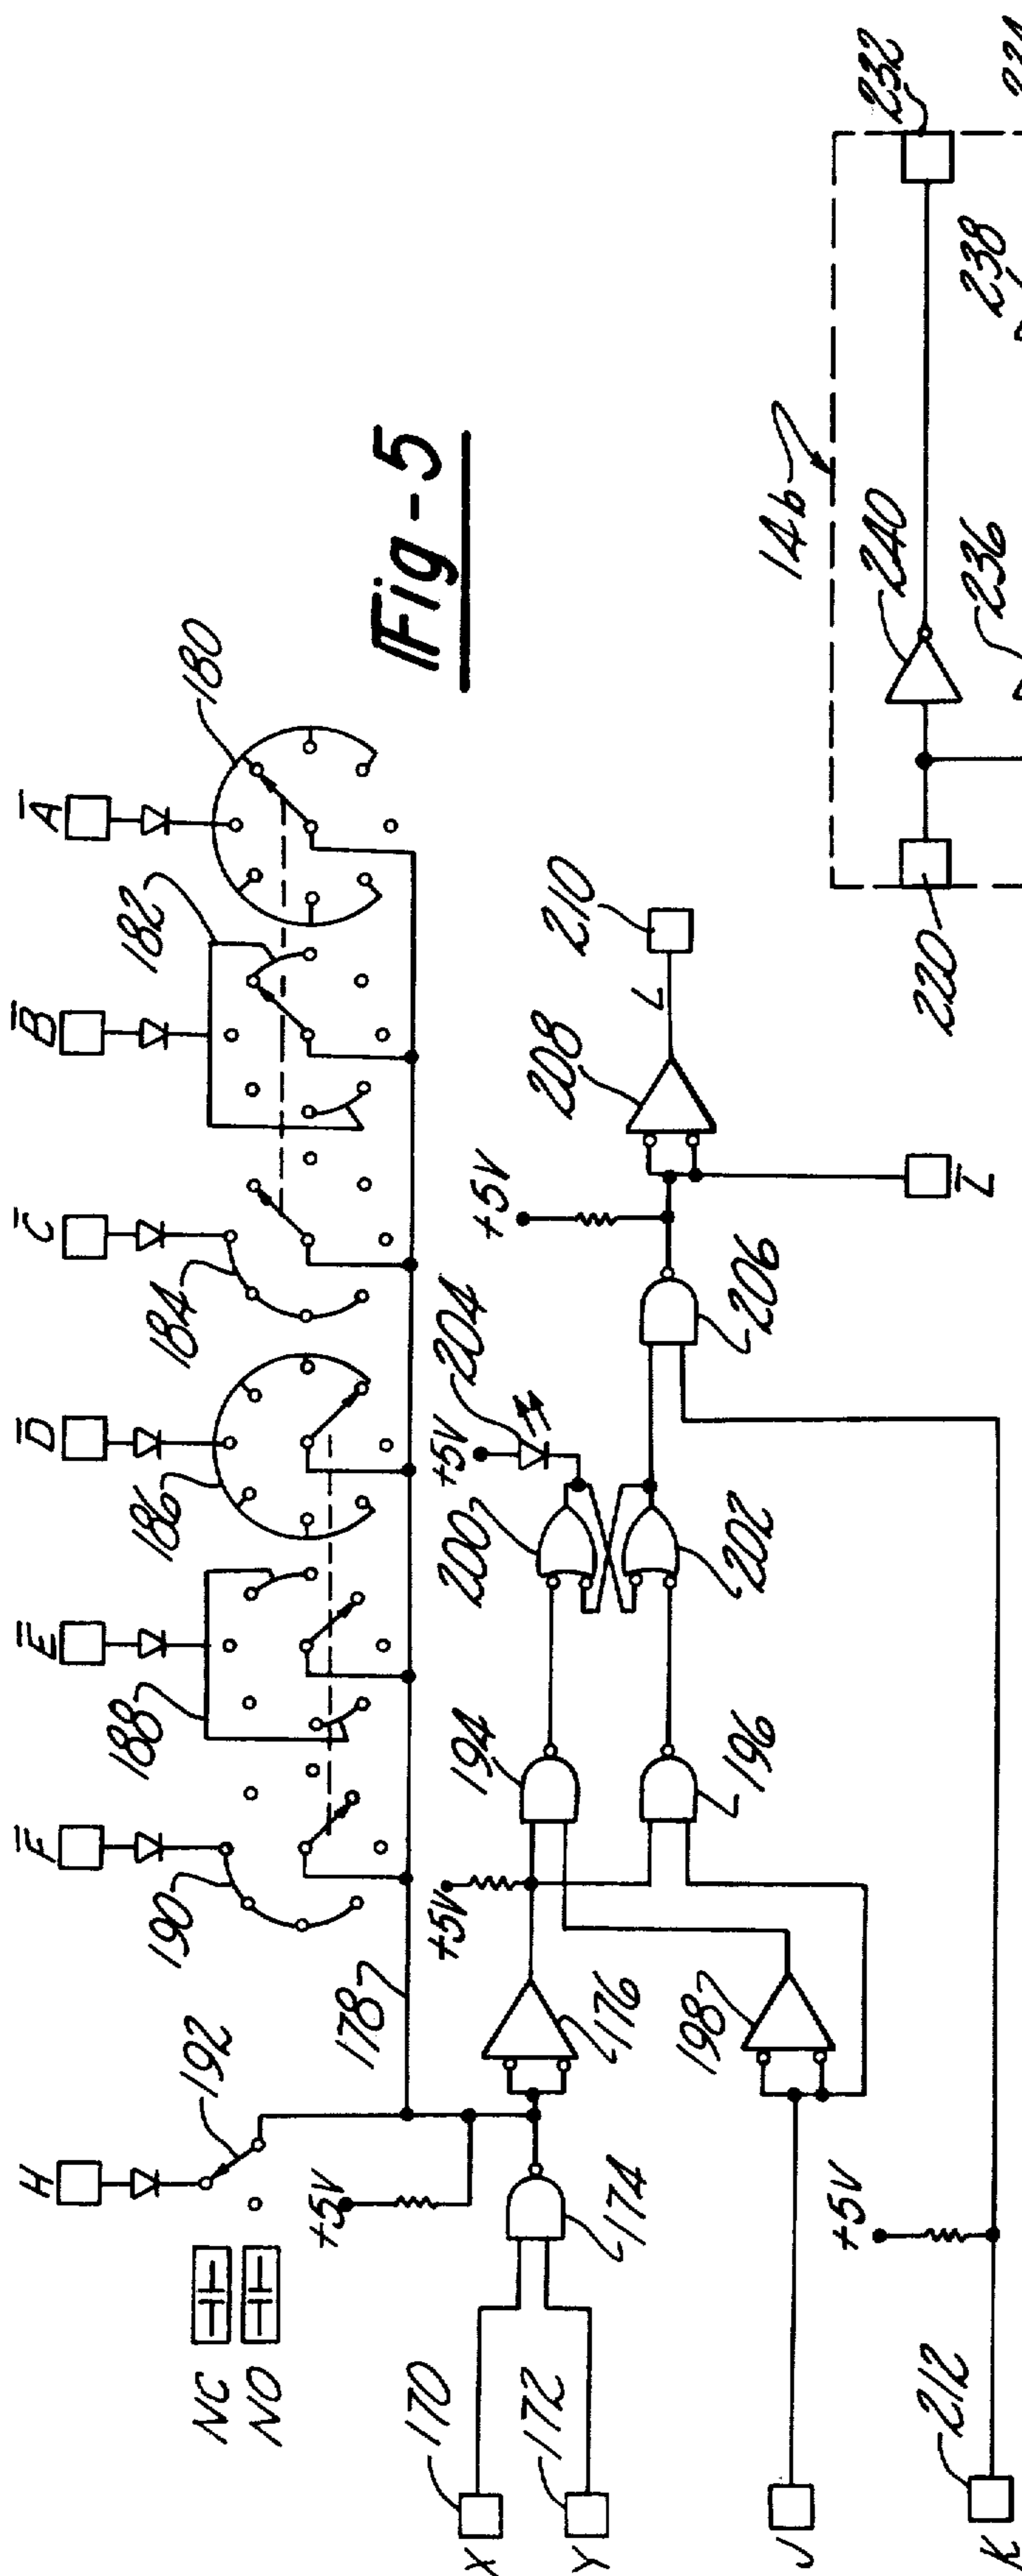 H̅
F̅
E̅
D̅
C̅
B̅
A̅
192
190
188
186
184
182
180
NC
NO
178
+5V
X
170
Y
172
174
176
+5V
194
196
198
200
202
+5V
204
206
+5V
208
L
210
L̅
J
K
212
+5V
Fig-5
14b
220
240
236
238
232